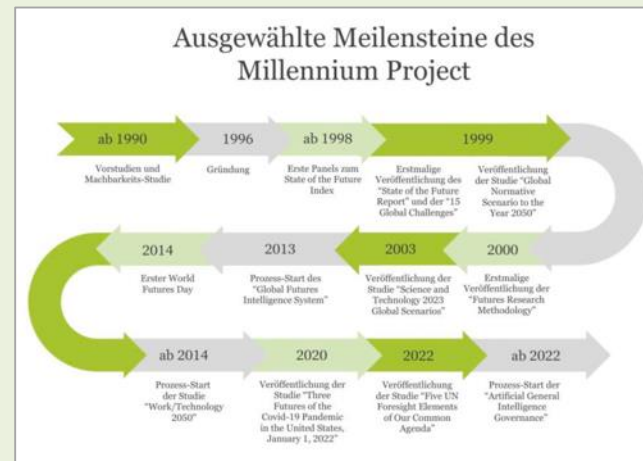 Ausgewählte Meilensteine des
Millennium Project
ab 1990
Vorstudien und
Machbarkeits-Studie
1996
Gründung
ab 1998
Erste Panels zum
State of the Future
Index
1999
Erstmalige
Veröffentlichung des
“State of the Future
Report” und der “15
Global Challenges”
Veröffentlichung
der Studie “Global
Normative
Scenario to the
Year 2050”
2000
Erstmalige
Veröffentlichung der
“Futures Research
Methodology”
2003
Veröffentlichung der
Studie “Science and
Technology 2023
Global Scenarios”
2013
Prozess-Start des
“Global Futures
Intelligence System”
2014
Erster World
Futures Day
ab 2014
Prozess-Start
der Studie
“Work/Technology
2050”
2020
Veröffentlichung der
Studie “Three
Futures of the
Covid-19 Pandemic
in the United States,
January 1, 2022”
2022
Veröffentlichung
der Studie “Five UN
Foresight Elements
of Our Common
Agenda”
ab 2022
Prozess-Start der
“Artificial General
Intelligence
Governance”